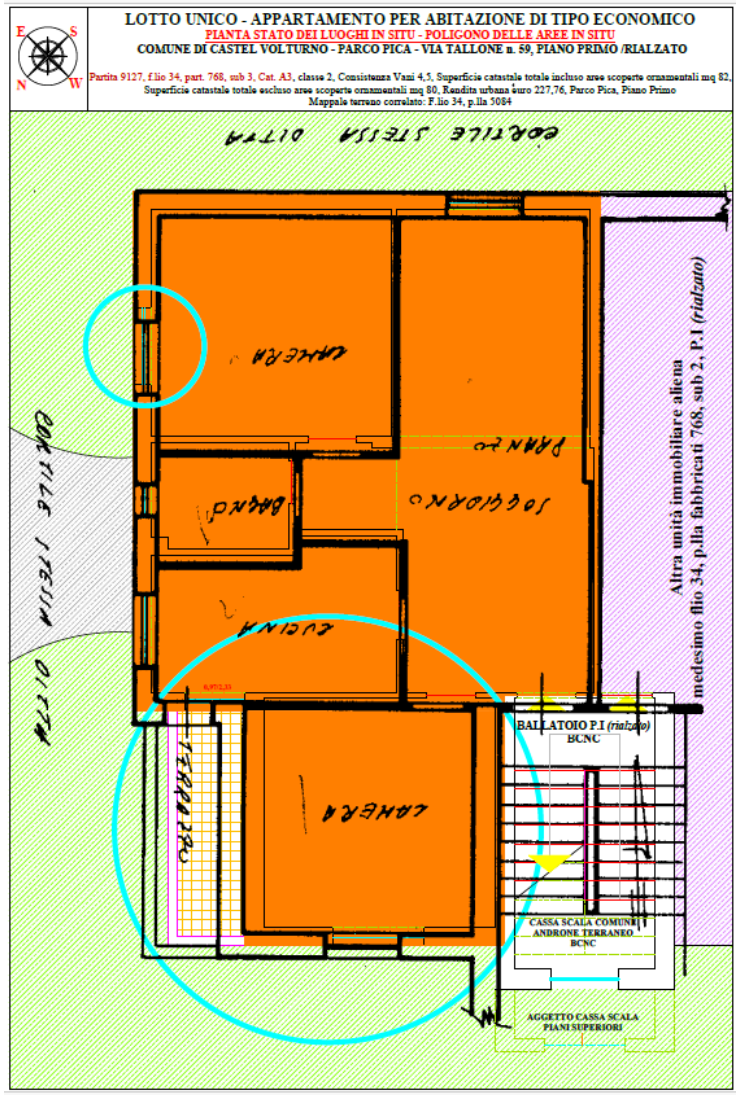 LOTTO UNICO - APPARTAMENTO PER ABITAZIONE DI TIPO ECONOMICO
PIANTA STATO DEI LUOGHI IN SITU - POLIGONO DELLE AREE IN SITU
COMUNE DI CASTEL VOLTURNO - PARCO PICA - VIA TALLONE n. 59, PIANO PRIMO /RIALZATO
E S
N W
Partita 9127, f.lio 34, part. 768, sub 3, Cat. A3, classe 2, Consistenza Vani 4,5, Superficie catastale totale incluso aree scoperte ornamentali mq 82,
Superficie catastale totale escluso aree scoperte ornamentali mq 80, Rendita urbana euro 227,76, Parco Pica, Piano Primo
Mappale terreno correlato: F.lio 34, p.lla 5084
CORTILE STESSA DITTA
CAMERA
PRANZO
SOGGIORNO
BAGNO
CUCINA
CORTILE STESSA DITTA
Altra unità immobiliare aliena
medesimo flio 34, p.lla fabbricati 768, sub 2, P.I (rialzato)
0,97/2,33
TERRAZZO
CAMERA
BALLATOIO P.I (rialzato)
BCNC
CASSA SCALA COMUNE
ANDRONE TERRANEO
BCNC
AGGETTO CASSA SCALA
PIANI SUPERIORI